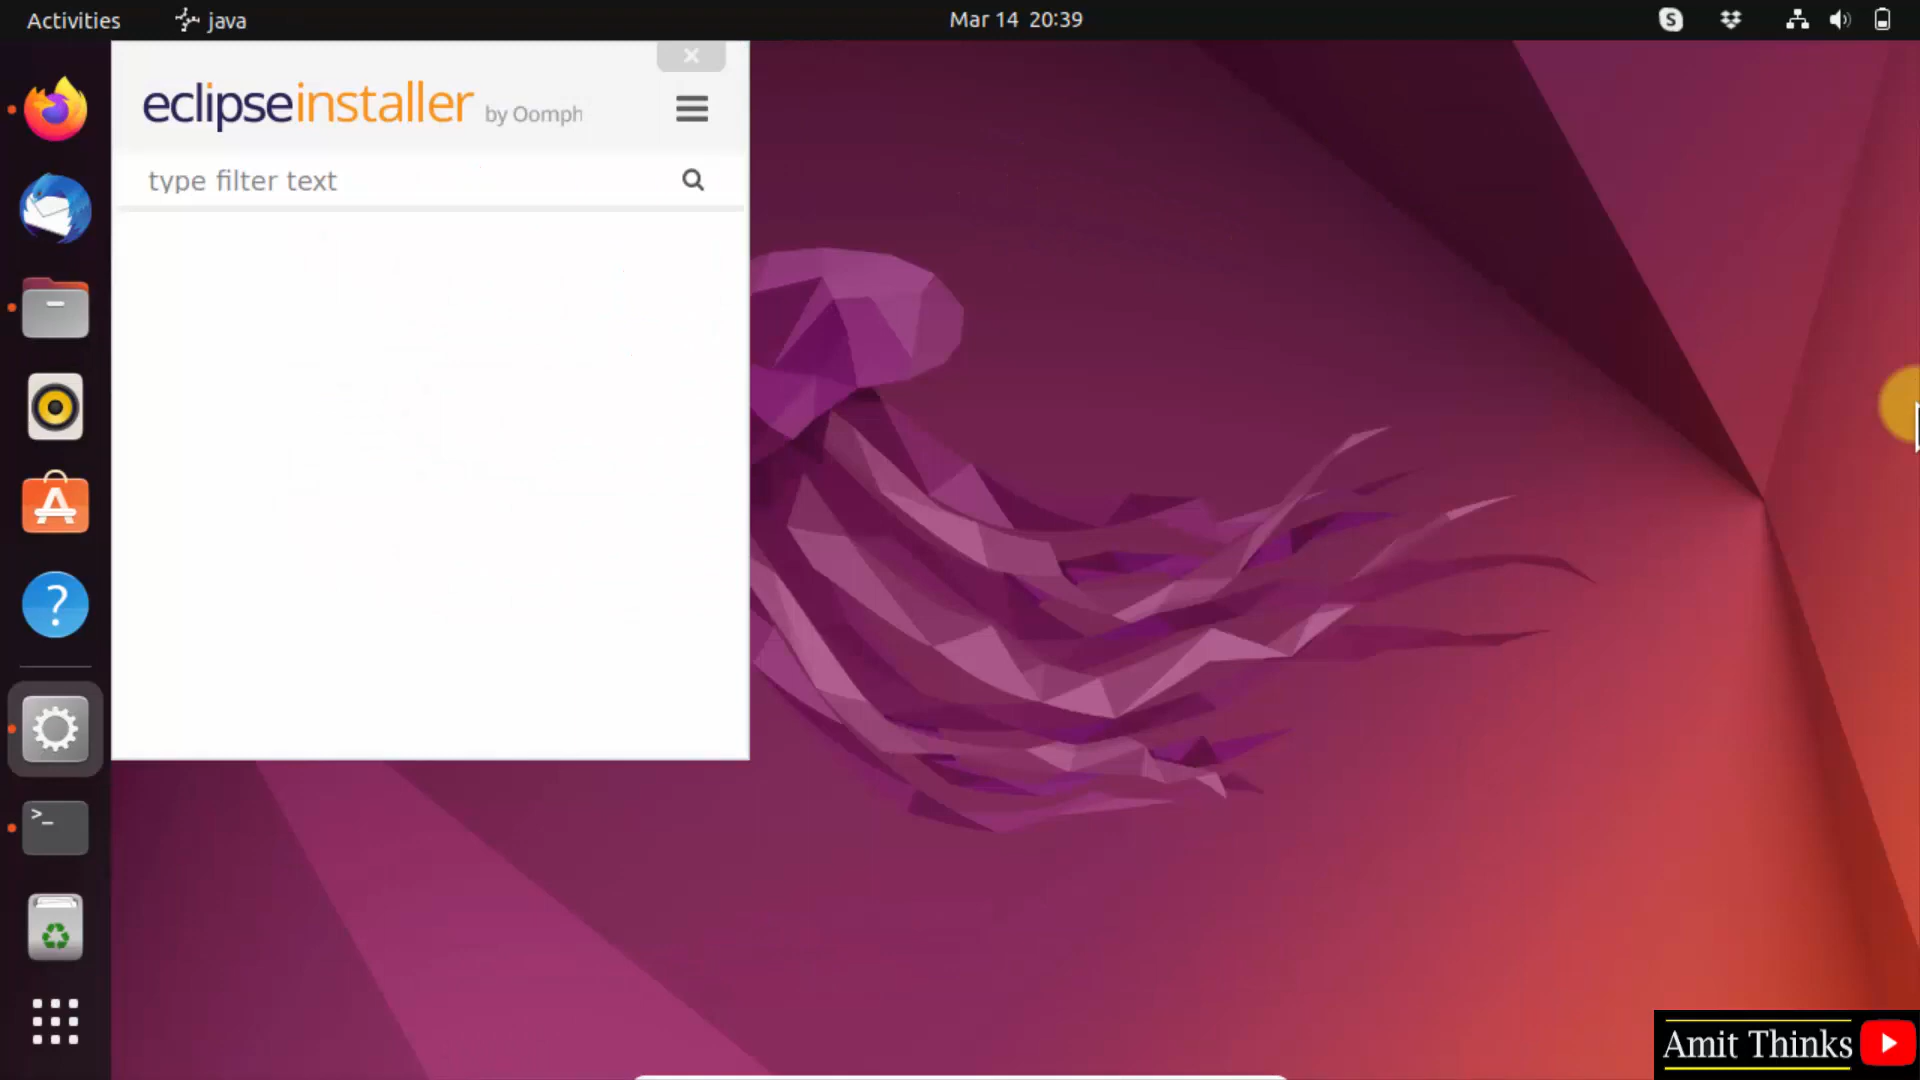 Activities
java
Mar 14 20:39
eclipseinstaller by Oomph
type filter text
Amit Thinks